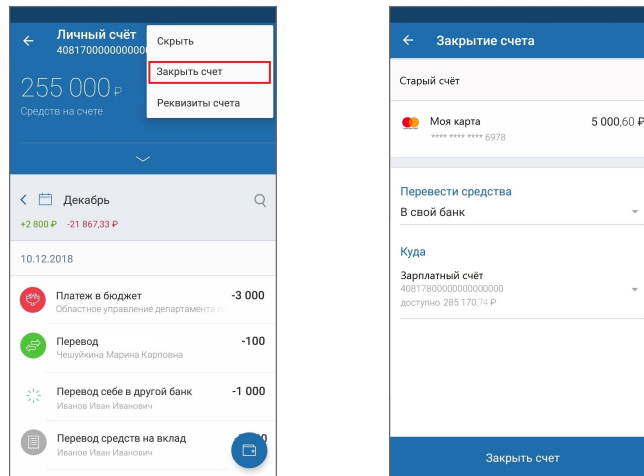 Личный счёт
40817000000000
255 000 ₽
Средств на счете
Скрыть
Закрыть счет
Реквизиты счета
Декабрь
+2 800 ₽ -21 867,33 ₽
10.12.2018
Платеж в бюджет -3 000
Областное управление департамента
Перевод -100
Чешуйкина Марина Карповна
Перевод себе в другой банк -1 000
Иванов Иван Иванович
Перевод средств на вклад
Иванов Иван Иванович
Закрытие счета
Старый счёт
Моя карта 5 000,60 ₽
**** **** **** 6978
Перевести средства
В свой банк
Куда
Зарплатный счёт
40817800000000000000
доступно 285 170,74 ₽
Закрыть счет